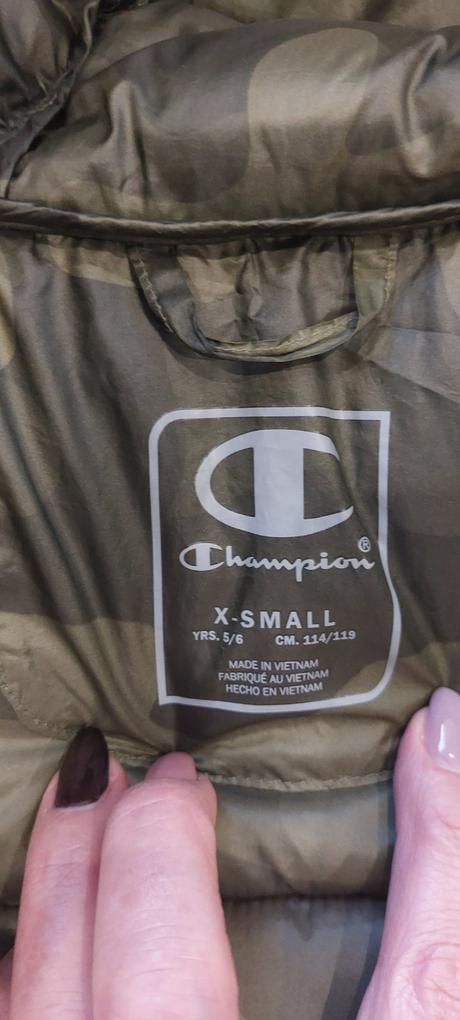 Champion®
X-SMALL
YRS. 5/6 CM. 114/119
MADE IN VIETNAM
FABRIQUÉ AU VIETNAM
HECHO EN VIETNAM